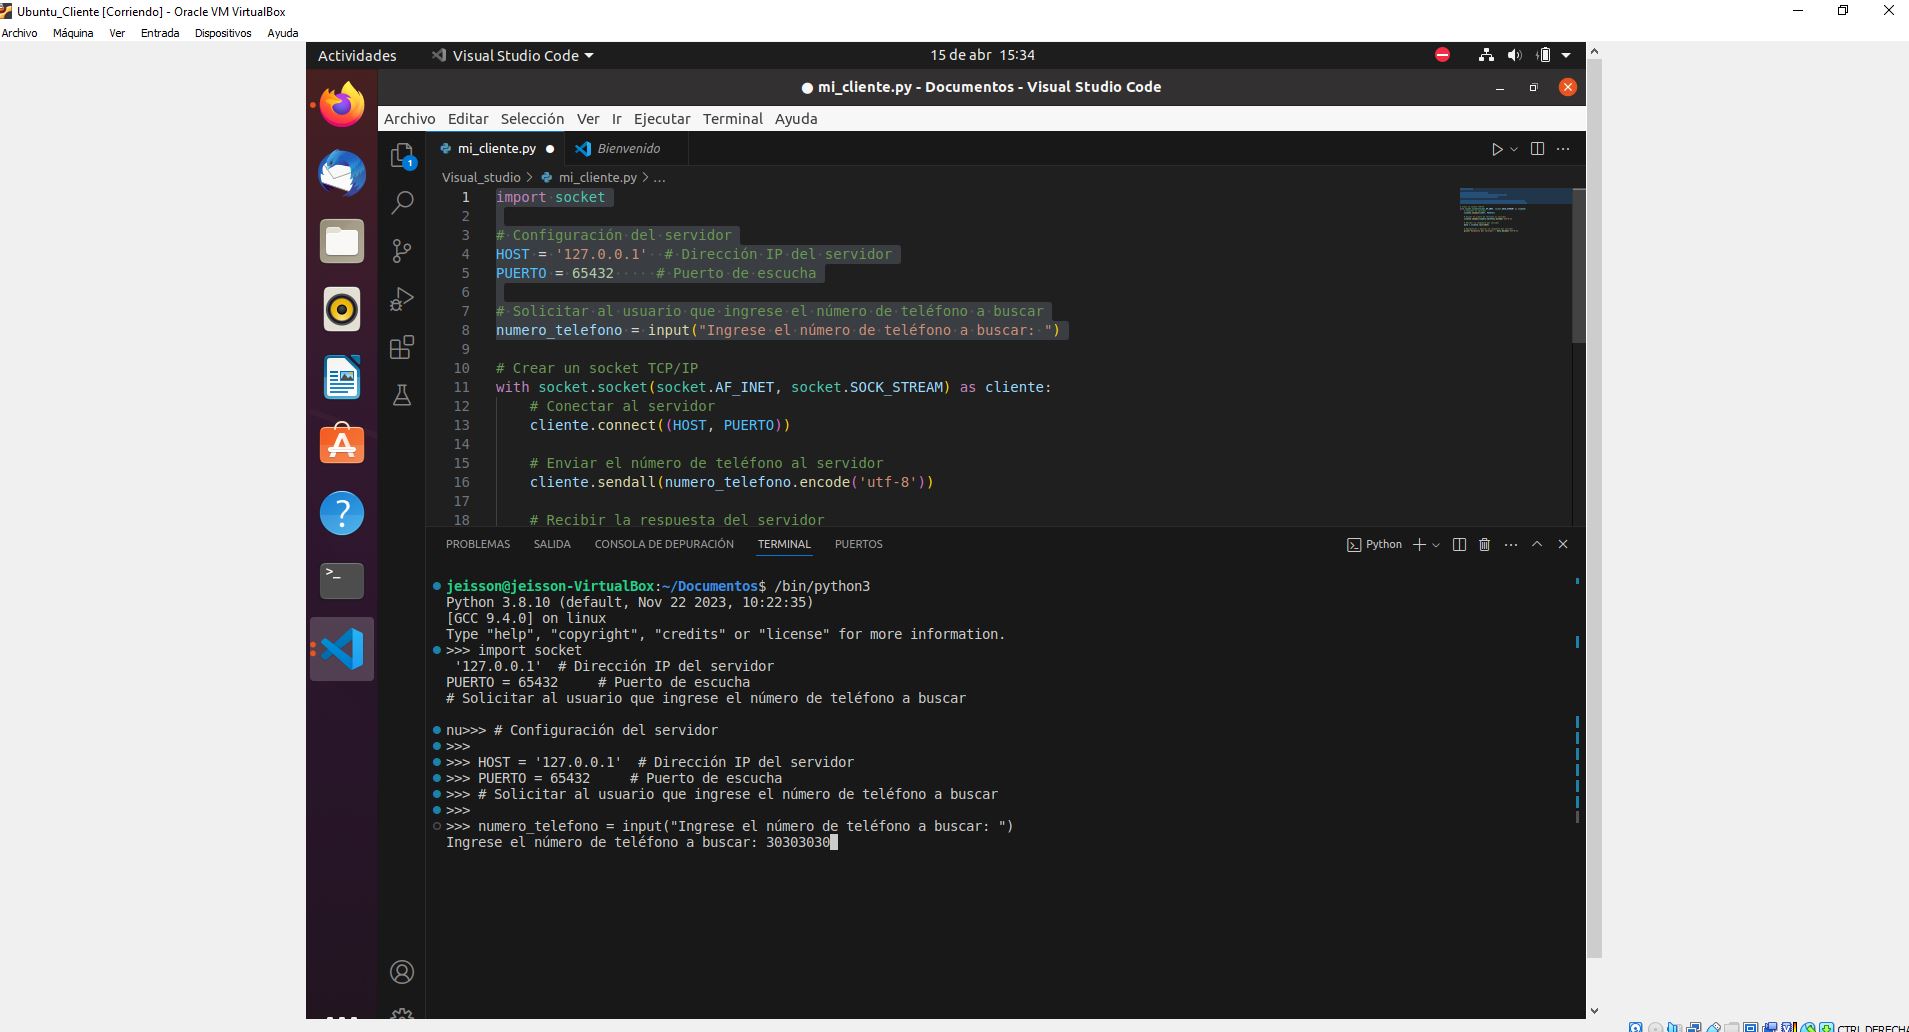 Ubuntu_Cliente [Corriendo] - Oracle VM VirtualBox
Archivo Máquina Ver Entrada Dispositivos Ayuda
Actividades Visual Studio Code 15 de abr 15:34
mi_cliente.py - Documentos - Visual Studio Code
Archivo Editar Selección Ver Ir Ejecutar Terminal Ayuda
mi_cliente.py Bienvenido
1
Visual_studio > mi_cliente.py > ...
1 import socket
2
3 # Configuración del servidor
4 HOST = '127.0.0.1'  # Dirección IP del servidor
5 PUERTO = 65432     # Puerto de escucha
6
7 # Solicitar al usuario que ingrese el número de teléfono a buscar
8 numero_telefono = input("Ingrese el número de teléfono a buscar: ")
9
10 # Crear un socket TCP/IP
11 with socket.socket(socket.AF_INET, socket.SOCK_STREAM) as cliente:
12     # Conectar al servidor
13     cliente.connect((HOST, PUERTO))
14
15     # Enviar el número de teléfono al servidor
16     cliente.sendall(numero_telefono.encode('utf-8'))
17
18     # Recibir la respuesta del servidor
PROBLEMAS SALIDA CONSOLA DE DEPURACIÓN TERMINAL PUERTOS Python
jeisson@jeisson-VirtualBox:~/Documentos$ /bin/python3
Python 3.8.10 (default, Nov 22 2023, 10:22:35)
[GCC 9.4.0] on linux
Type "help", "copyright", "credits" or "license" for more information.
>>> import socket
 '127.0.0.1'  # Dirección IP del servidor
PUERTO = 65432     # Puerto de escucha
# Solicitar al usuario que ingrese el número de teléfono a buscar
nu>>> # Configuración del servidor
>>>
>>> HOST = '127.0.0.1'  # Dirección IP del servidor
>>> PUERTO = 65432     # Puerto de escucha
>>> # Solicitar al usuario que ingrese el número de teléfono a buscar
>>>
>>> numero_telefono = input("Ingrese el número de teléfono a buscar: ")
Ingrese el número de teléfono a buscar: 30303030
CTRL DERECHA